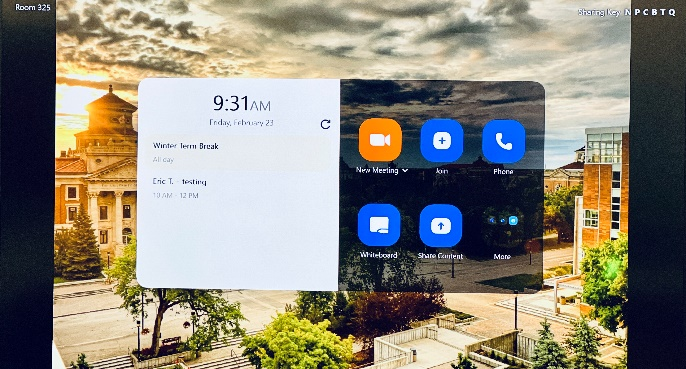 Room 325
Sharing Key NPCBTQ
9:31AM
Friday, February 23
Winter Term Break
All day
Eric T. - testing
10 AM - 12 PM
New Meeting
Join
Phone
Whiteboard
Share Content
More